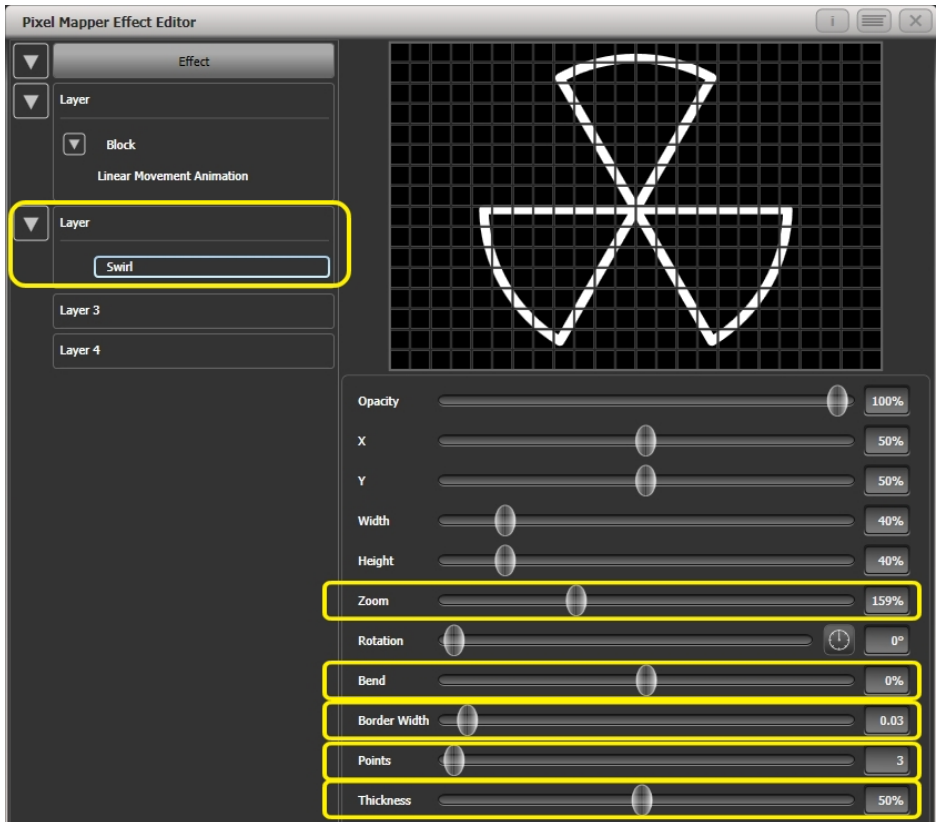 Pixel Mapper Effect Editor
i
Effect
Layer
Block
Linear Movement Animation
Layer
Swirl
Layer 3
Layer 4
Opacity 100%
X 50%
Y 50%
Width 40%
Height 40%
Zoom 159%
Rotation 0°
Bend 0%
Border Width 0.03
Points 3
Thickness 50%